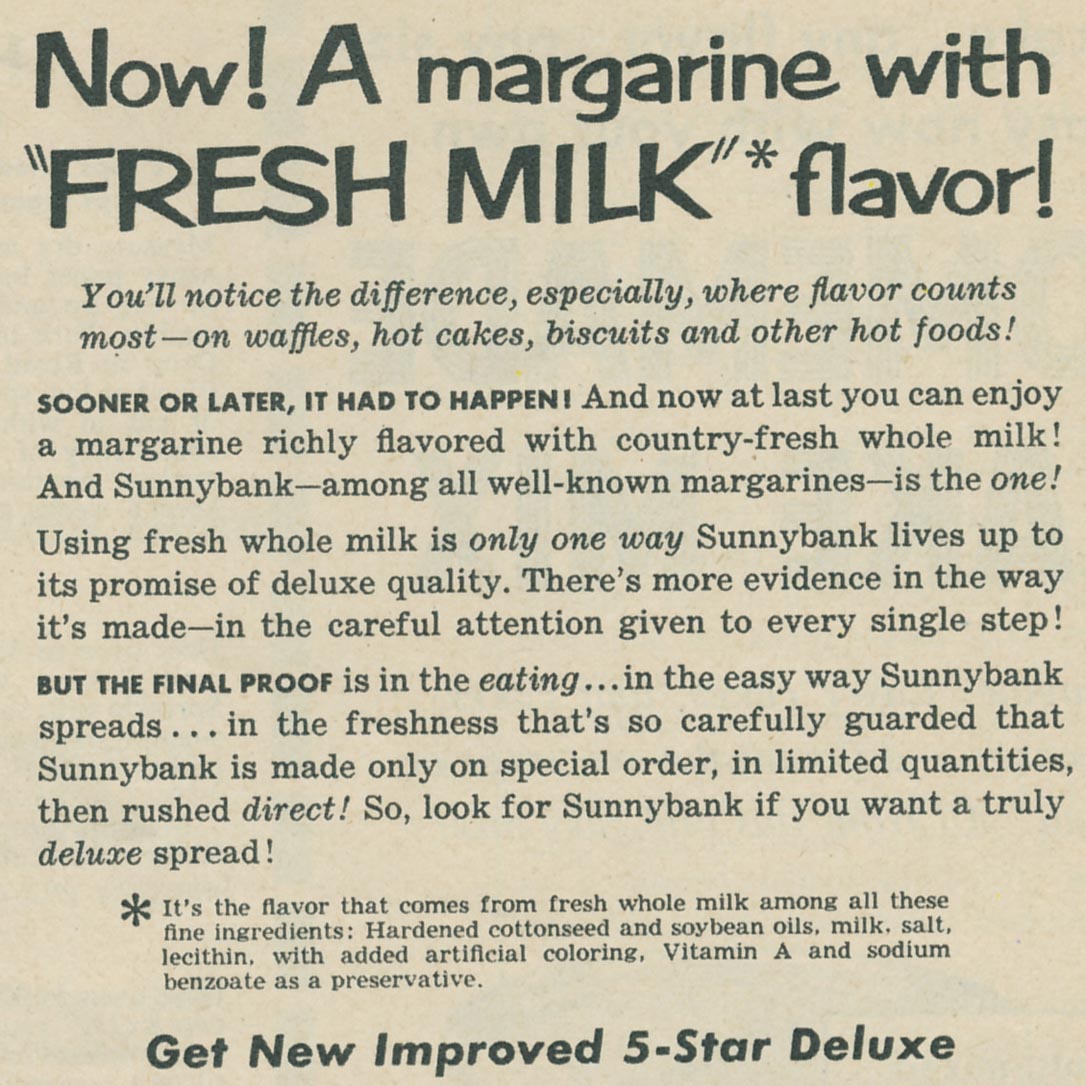 Now! A margarine with
"FRESH MILK"* flavor!
You'll notice the difference, especially, where flavor counts
most—on waffles, hot cakes, biscuits and other hot foods!
SOONER OR LATER, IT HAD TO HAPPEN! And now at last you can enjoy
a margarine richly flavored with country-fresh whole milk!
And Sunnybank—among all well-known margarines—is the one!
Using fresh whole milk is only one way Sunnybank lives up to
its promise of deluxe quality. There's more evidence in the way
it's made—in the careful attention given to every single step!
BUT THE FINAL PROOF is in the eating...in the easy way Sunnybank
spreads...in the freshness that's so carefully guarded that
Sunnybank is made only on special order, in limited quantities,
then rushed direct! So, look for Sunnybank if you want a truly
deluxe spread!
* It's the flavor that comes from fresh whole milk among all these
fine ingredients: Hardened cottonseed and soybean oils, milk, salt,
lecithin, with added artificial coloring, Vitamin A and sodium
benzoate as a preservative.
Get New Improved 5-Star Deluxe